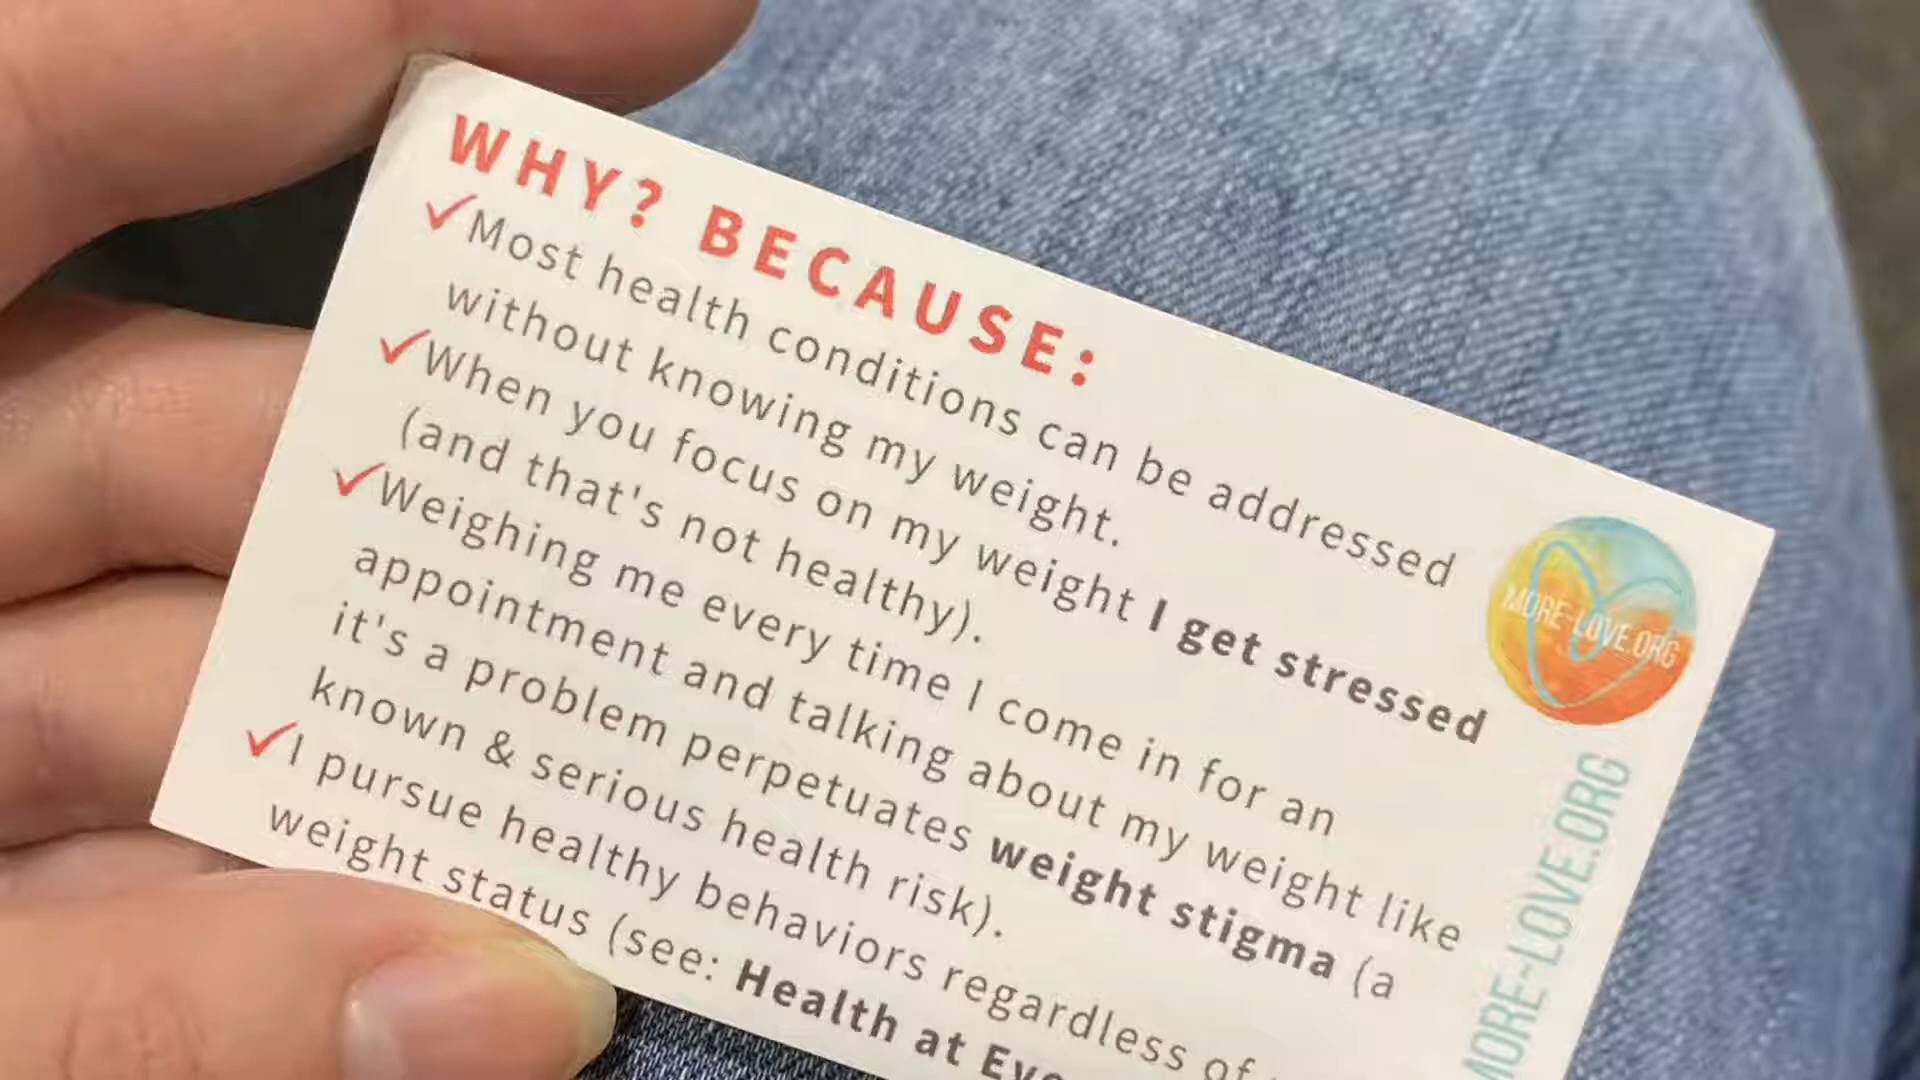 WHY? BECAUSE:
✓Most health conditions can be addressed
without knowing my weight.
✓When you focus on my weight I get stressed
(and that's not healthy).
✓Weighing me every time I come in for an
appointment and talking about my weight like
it's a problem perpetuates weight stigma (a
known & serious health risk).
✓I pursue healthy behaviors regardless of
weight status (see: Health at
MORE-LOVE.ORG
MORE-LOVE.ORG